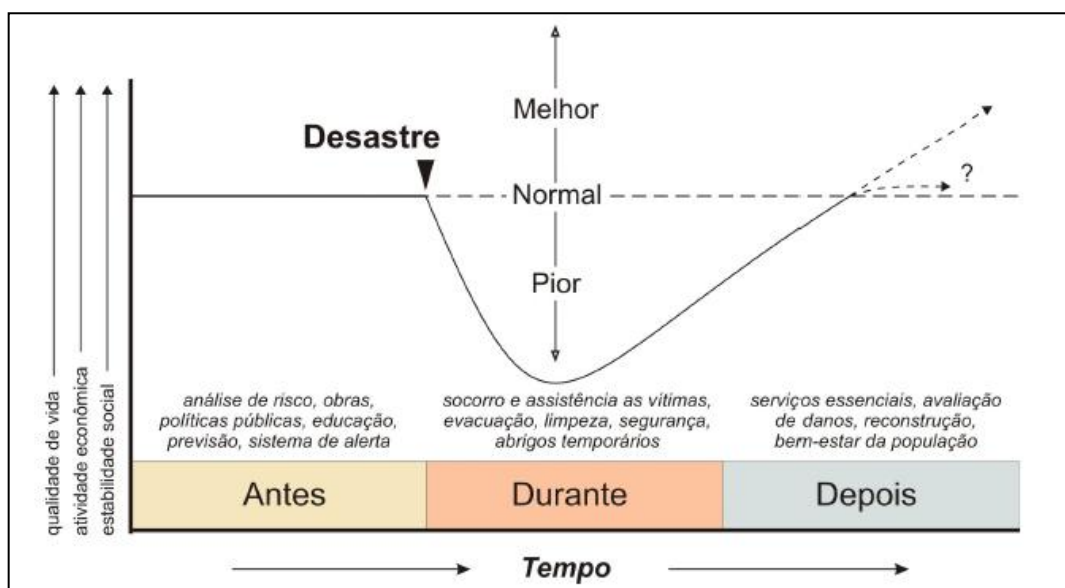 Melhor
Desastre
Normal
?
Pior
qualidade de vida
atividade econômica
estabilidade social
análise de risco, obras,
políticas públicas, educação,
previsão, sistema de alerta
socorro e assistência as vítimas,
evacuação, limpeza, segurança,
abrigos temporários
serviços essenciais, avaliação
de danos, reconstrução,
bem-estar da população
Antes
Durante
Depois
Tempo